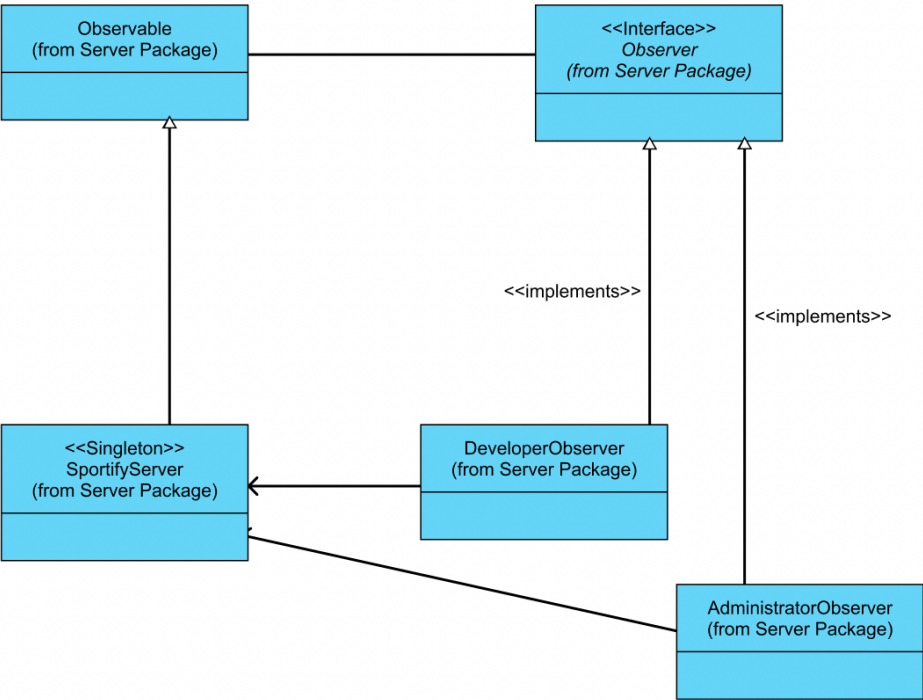 Observable
(from Server Package)
<<Interface>>
Observer
(from Server Package)
<<implements>>
<<implements>>
<<Singleton>>
SportifyServer
(from Server Package)
DeveloperObserver
(from Server Package)
AdministratorObserver
(from Server Package)